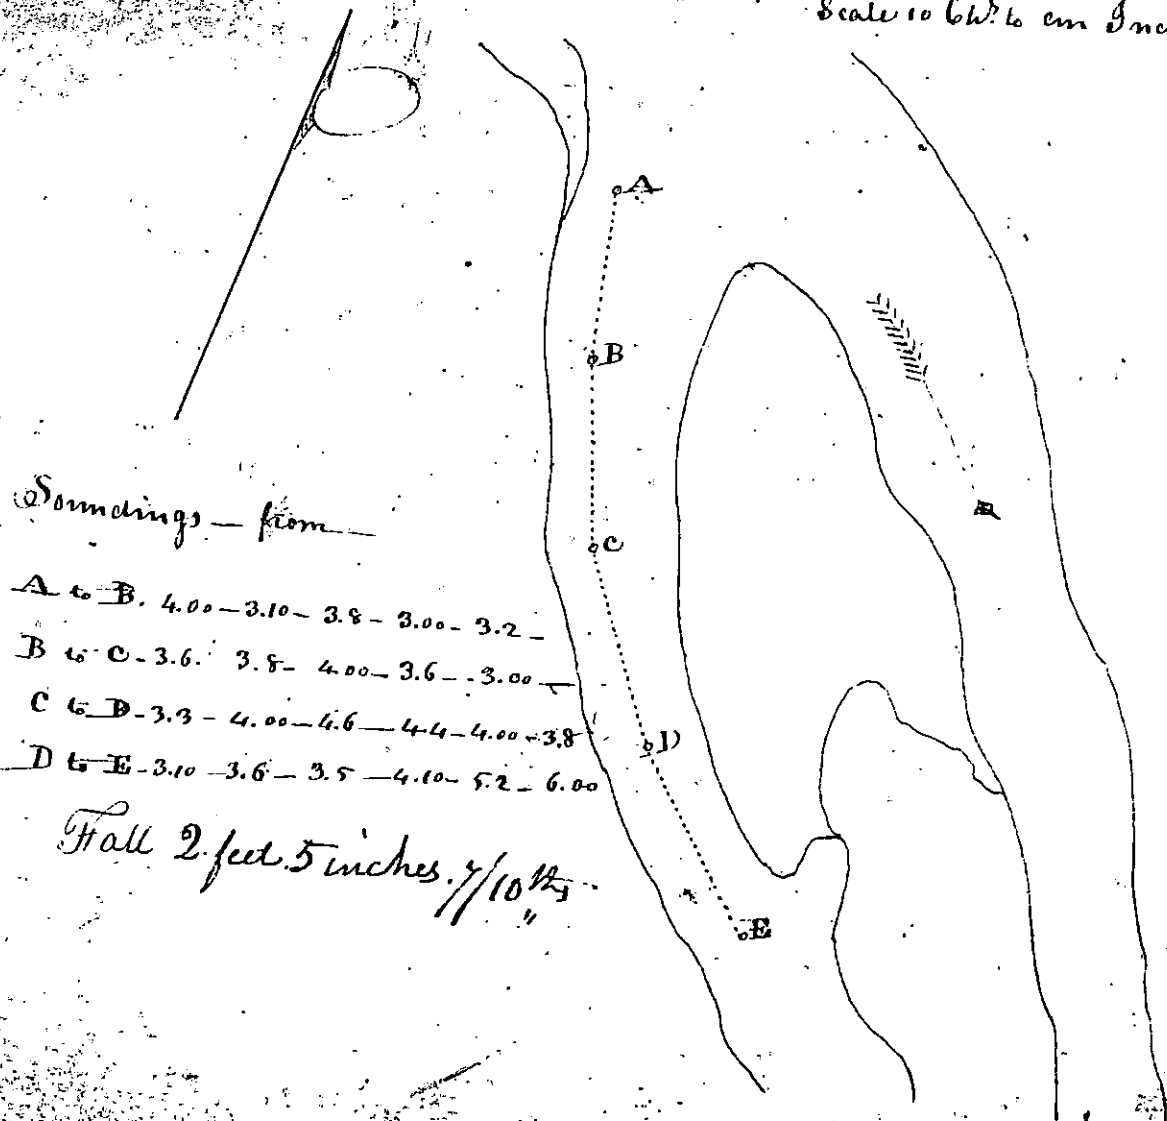 Scale 10 Chs to an Inc
A
B
C
D
E
Soundings — from —
A to B. 4.00 — 3.10 — 3.8 — 3.00 — 3.2 —
B to C — 3.6. 3.8 — 4.00 — 3.6 — 3.00 —
C to D — 3.3 — 4.00 — 4.6 — 4.4 — 4.00 — 3.8
D to E — 3.10 — 3.6 — 3.5 — 4.10 — 5.2 — 6.00
Fall 2 feet 5 inches. 7/10ths